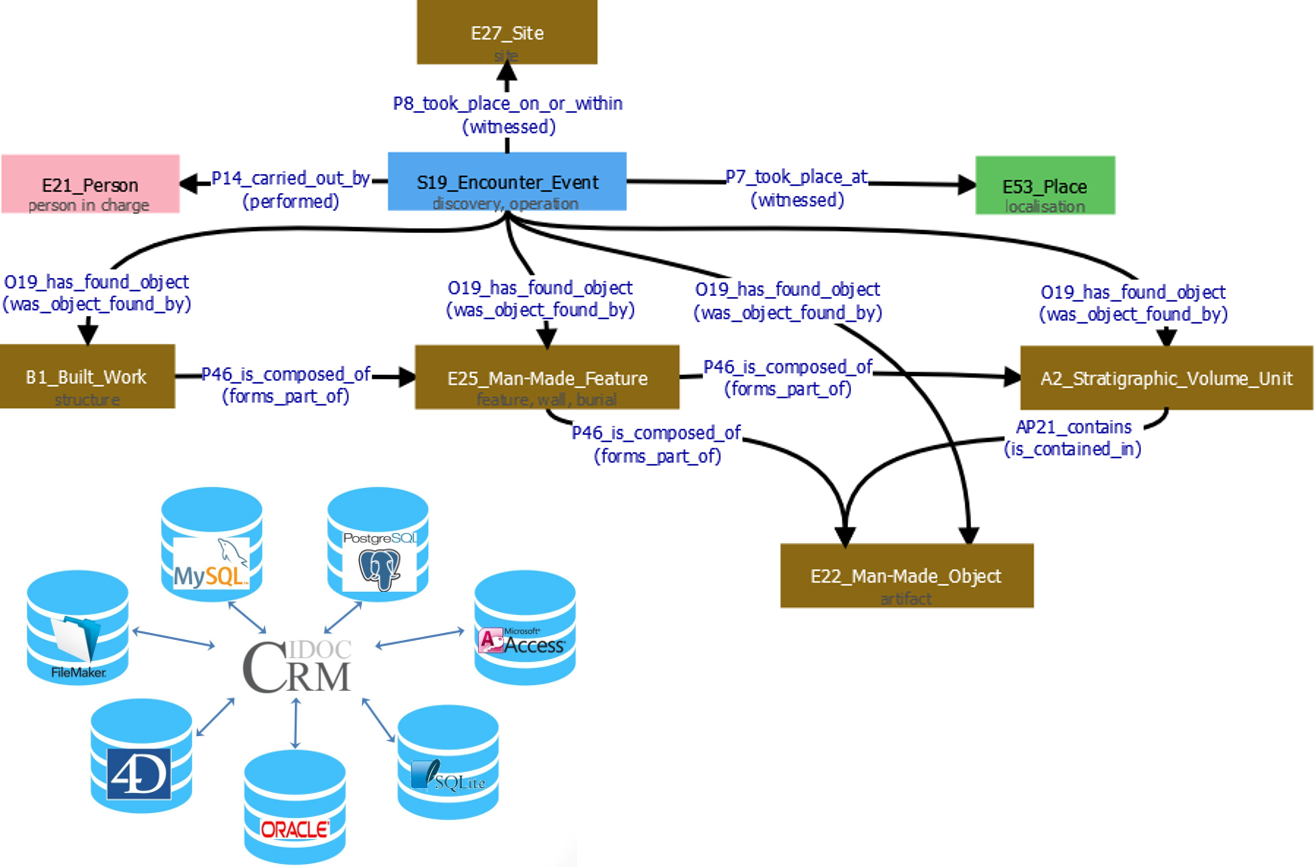 E27_Site
site
P8_took_place_on_or_within
(witnessed)
E21_Person
person in charge
P14_carried_out_by
(performed)
S19_Encounter_Event
discovery, operation
P7_took_place_at
(witnessed)
E53_Place
localisation
O19_has_found_object
(was_object_found_by)
O19_has_found_object
(was_object_found_by)
O19_has_found_object
(was_object_found_by)
O19_has_found_object
(was_object_found_by)
B1_Built_Work
structure
P46_is_composed_of
(forms_part_of)
E25_Man-Made_Feature
feature, wall, burial
P46_is_composed_of
(forms_part_of)
A2_Stratigraphic_Volume_Unit
P46_is_composed_of
(forms_part_of)
AP21_contains
(is_contained_in)
E22_Man-Made_Object
artifact
MySQL
PostgreSQL
FileMaker
Microsoft
Access
CIDOC
CRM
4D
SQLite
ORACLE